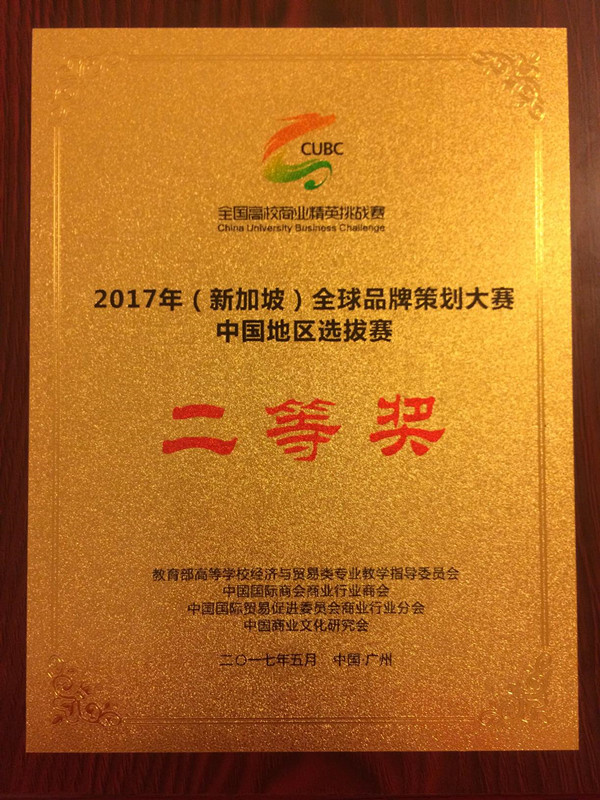 CUBC
全国高校商业精英挑战赛
China University Business Challenge
2017年（新加坡）全球品牌策划大赛
中国地区选拔赛
二等奖
教育部高等学校经济与贸易类专业教学指导委员会
中国国际商会商业行业商会
中国国际贸易促进委员会商业行业分会
中国商业文化研究会
二〇一七年五月 中国·广州